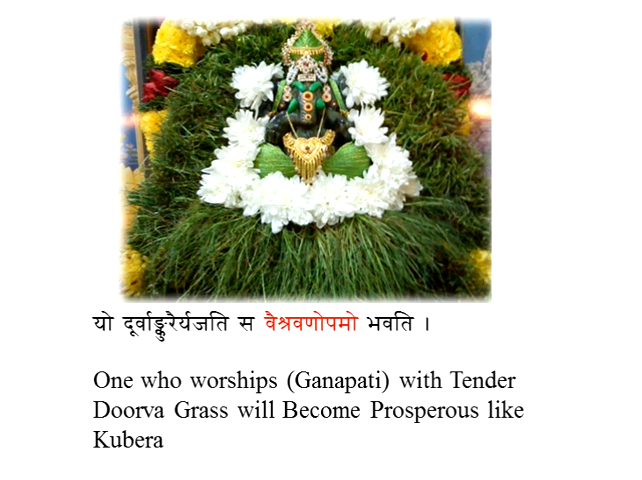 यो दूर्वाङ्कुरैर्यजति स वैश्रवणोपमो भवति ।
One who worships (Ganapati) with Tender
Doorva Grass will Become Prosperous like
Kubera